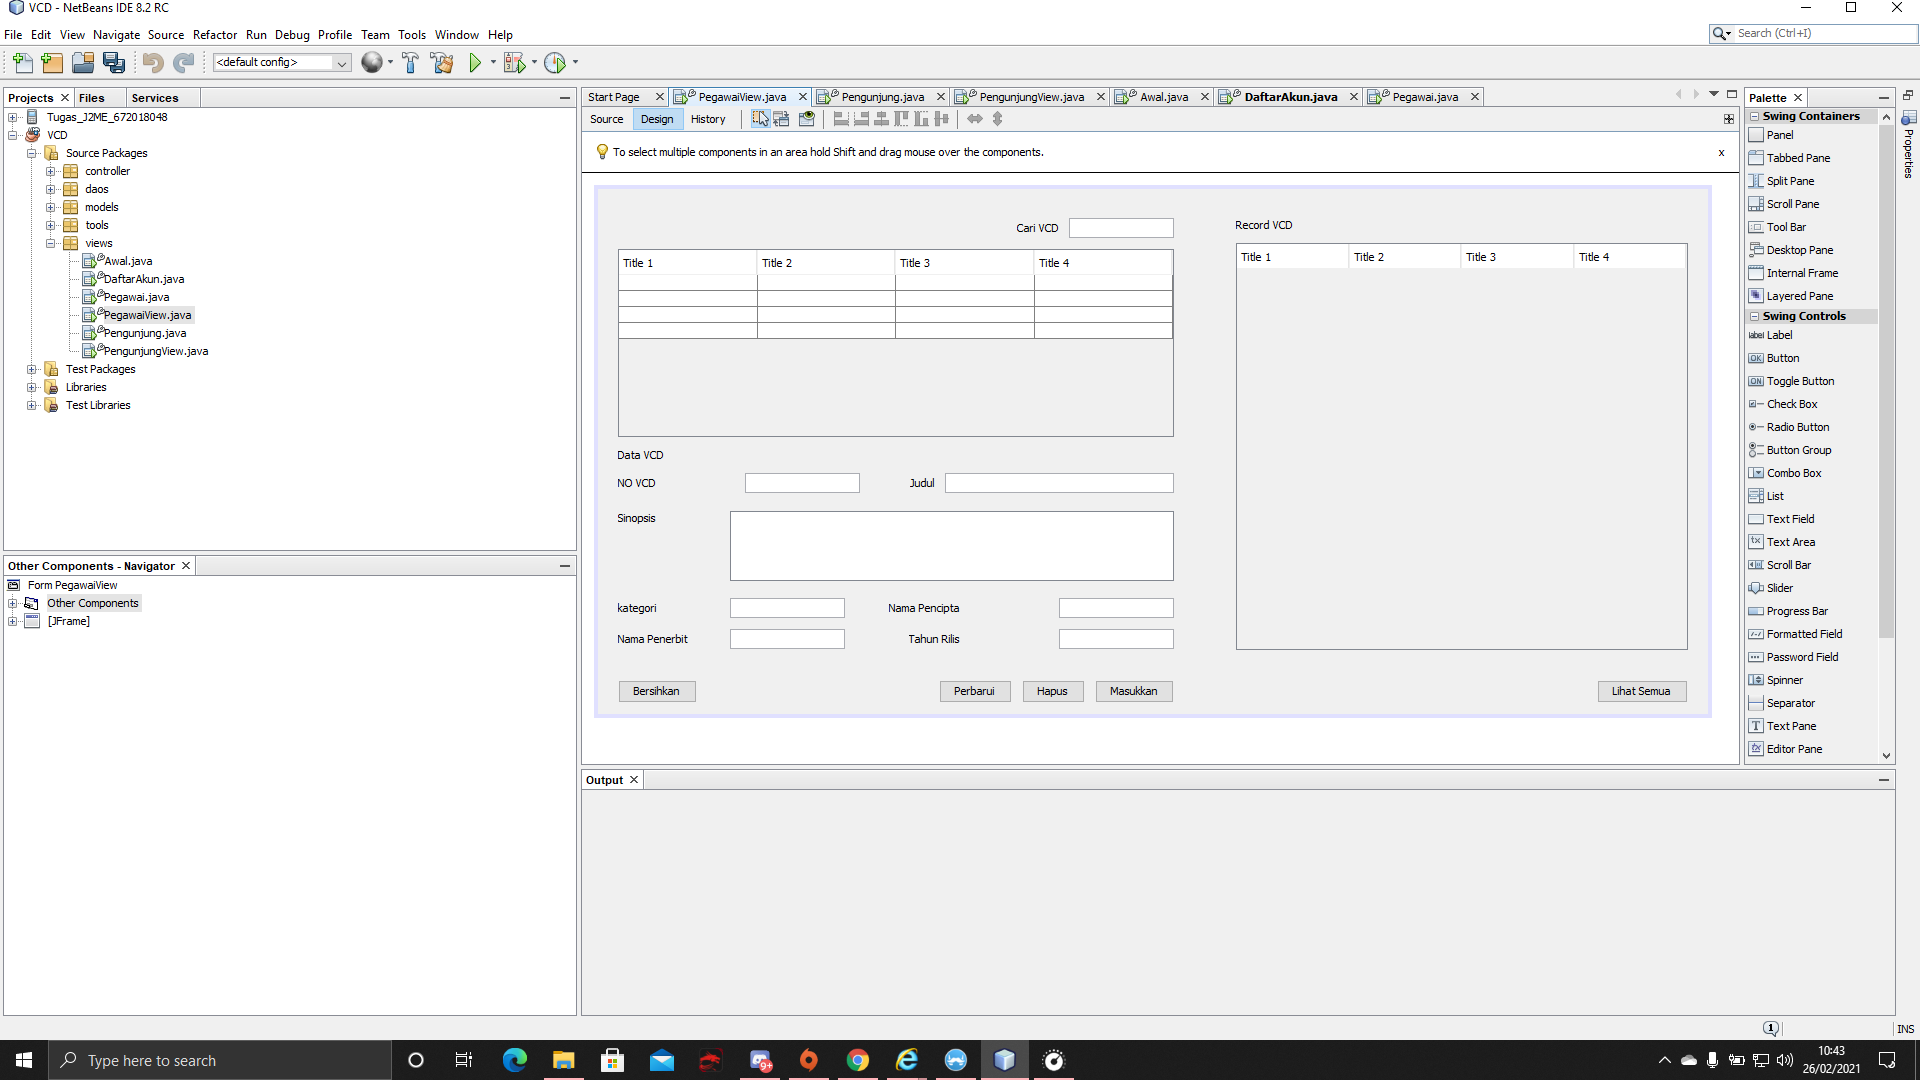 VCD - NetBeans IDE 8.2 RC
File Edit View Navigate Source Refactor Run Debug Profile Team Tools Window Help
Search (Ctrl+I)
<default config>
Projects Files Services
Tugas_J2ME_672018048
VCD
Source Packages
controller
daos
models
tools
views
Awal.java
DaftarAkun.java
Pegawai.java
PegawaiView.java
Pengunjung.java
PengunjungView.java
Test Packages
Libraries
Test Libraries
Other Components - Navigator
Form PegawaiView
Other Components
[JFrame]
Start Page PegawaiView.java Pengunjung.java PengunjungView.java Awal.java DaftarAkun.java Pegawai.java
Source Design History
To select multiple components in an area hold Shift and drag mouse over the components. x
Cari VCD
Title 1 Title 2 Title 3 Title 4
Data VCD
NO VCD Judul
Sinopsis
kategori Nama Pencipta
Nama Penerbit Tahun Rilis
Bersihkan Perbarui Hapus Masukkan
Record VCD
Title 1 Title 2 Title 3 Title 4
Lihat Semua
Palette
Swing Containers
Panel
Tabbed Pane
Split Pane
Scroll Pane
Tool Bar
Desktop Pane
Internal Frame
Layered Pane
Swing Controls
label Label
OK Button
ON Toggle Button
Check Box
Radio Button
Button Group
Combo Box
List
Text Field
Text Area
Scroll Bar
Slider
Progress Bar
Formatted Field
Password Field
Spinner
Separator
T Text Pane
Editor Pane
Properties
Output
1
INS
Type here to search
9+
10:43
26/02/2021